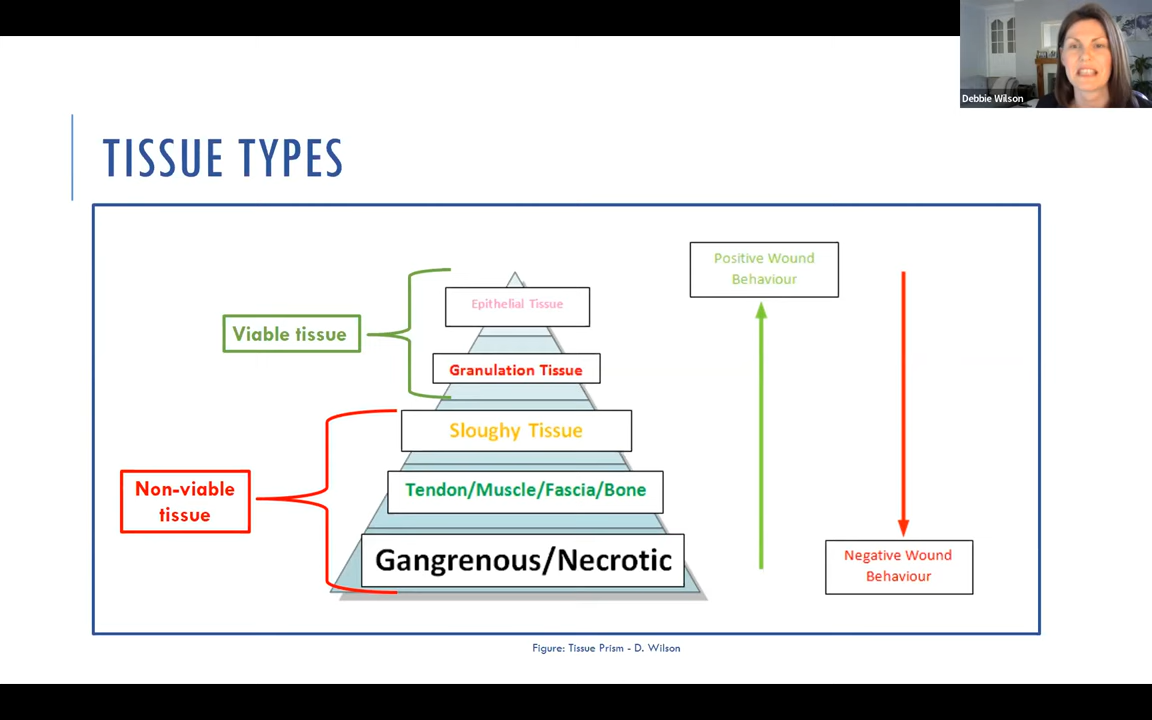 Debbie Wilson
TISSUE TYPES
Positive Wound
Behaviour
Epithelial Tissue
Viable tissue
Granulation Tissue
Sloughy Tissue
Non-viable
tissue
Tendon/Muscle/Fascia/Bone
Gangrenous/Necrotic
Negative Wound
Behaviour
Figure: Tissue Prism - D. Wilson